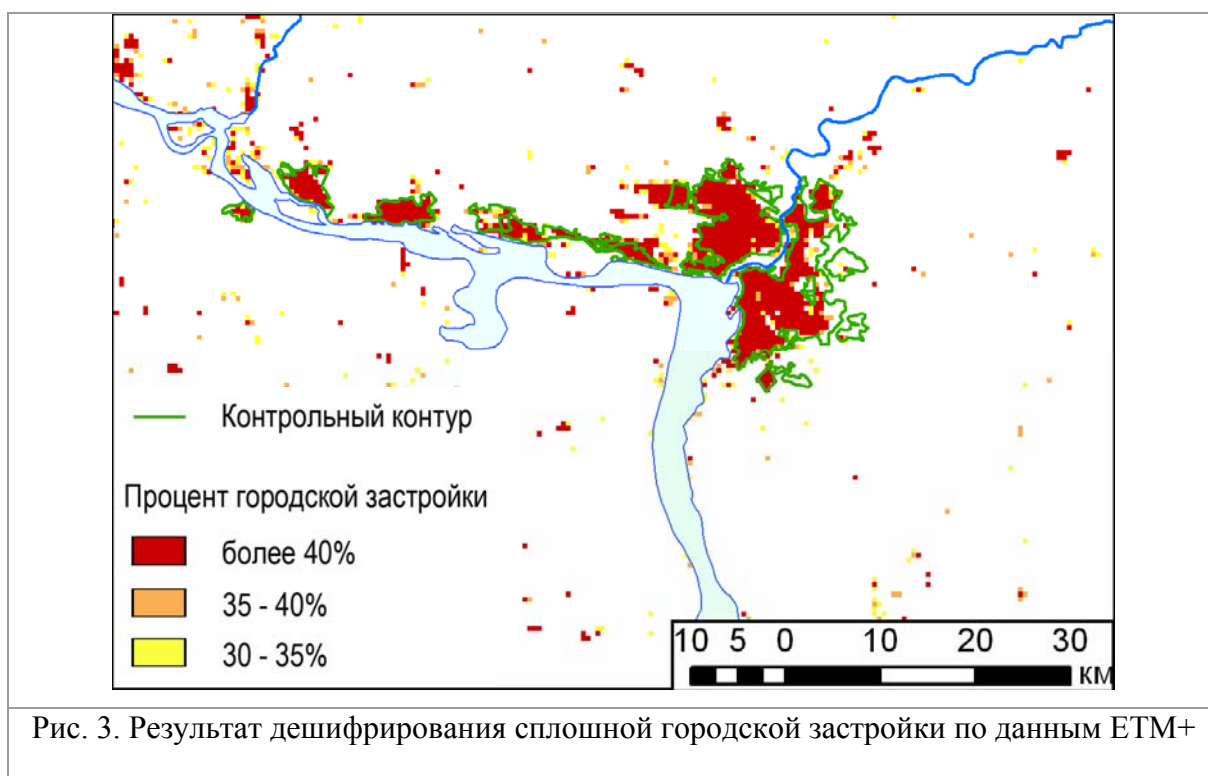 Контрольный контур
Процент городской застройки
более 40%
35 - 40%
30 - 35%
10 5 0 10 20 30
КМ
Рис. 3. Результат дешифрирования сплошной городской застройки по данным ETM+